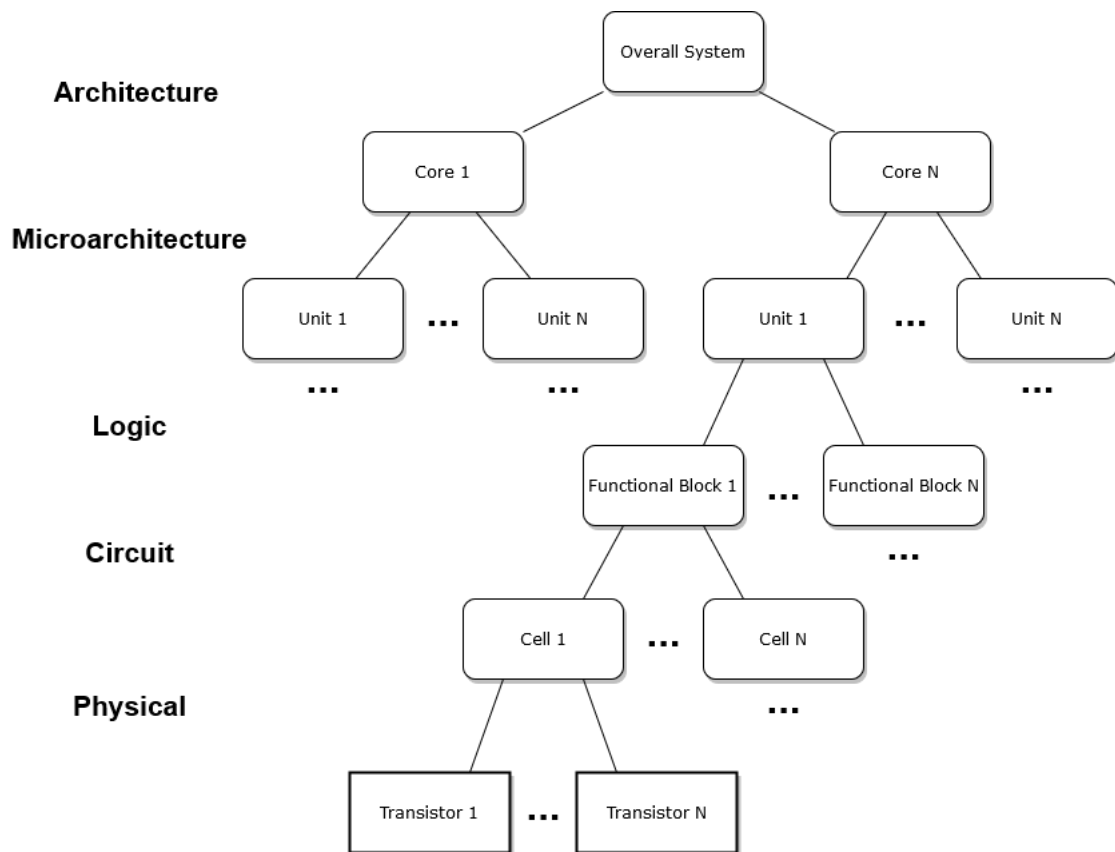 Overall System
Architecture
Core 1
Core N
Microarchitecture
Unit 1
...
Unit N
Unit 1
...
Unit N
...
...
...
Logic
Functional Block 1
...
Functional Block N
Circuit
...
Cell 1
...
Cell N
Physical
...
Transistor 1
...
Transistor N